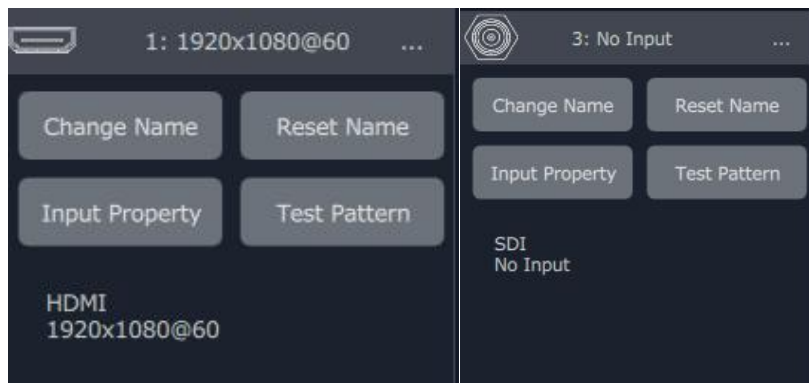 1: 1920x1080@60 ...
Change Name
Reset Name
Input Property
Test Pattern
HDMI
1920x1080@60
3: No Input ...
Change Name
Reset Name
Input Property
Test Pattern
SDI
No Input